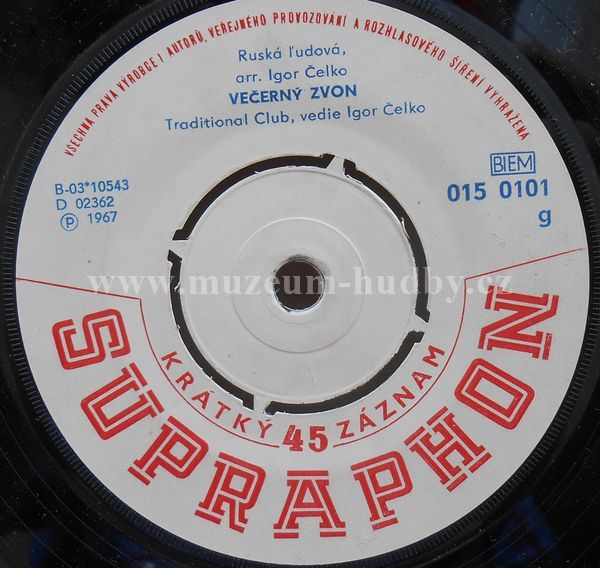 VŠECHNA PRÁVA VÝROBCE I AUTORŮ, VEŘEJNÉHO PROVOZOVÁNÍ A ROZHLASOVÉHO ŠÍŘENÍ VYHRAŽENA
Ruská ľudová,
arr. Igor Čelko
VEČERNÝ ZVON
Traditional Club, vedie Igor Čelko
B-03*10543
D 02362
Ⓟ 1967
BIEM
015 0101
g
www.muzeum-hudby.cz
KRÁTKÝ 45 ZÁZNAM
SUPRAPHON